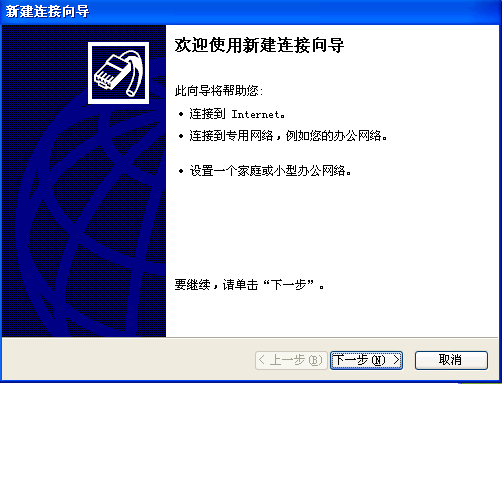 新建连接向导
欢迎使用新建连接向导
此向导将帮助您:
• 连接到 Internet。
• 连接到专用网络，例如您的办公网络。
• 设置一个家庭或小型办公网络。
要继续，请单击“下一步”。
< 上一步(B) 下一步(N) > 取消